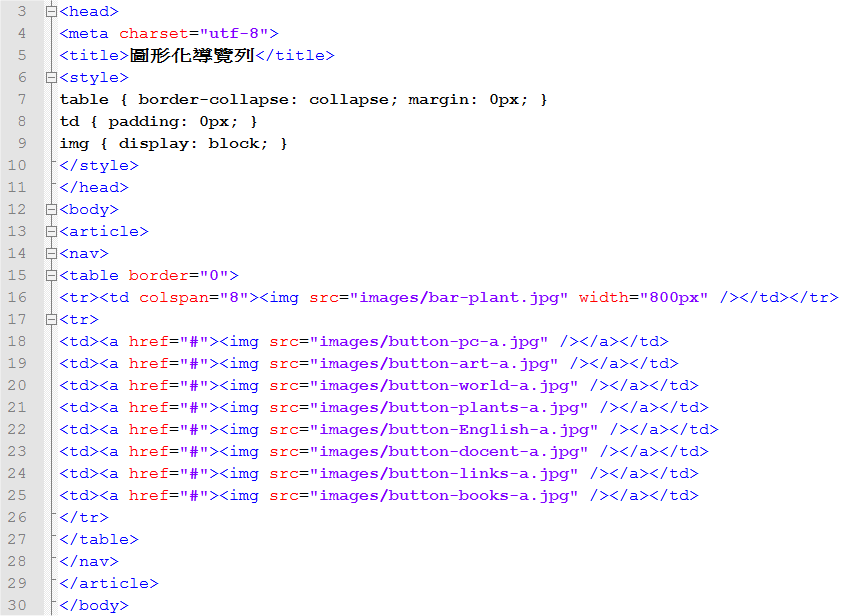 3 <head>
4 <meta charset="utf-8">
5 <title>圖形化導覽列</title>
6 <style>
7 table { border-collapse: collapse; margin: 0px; }
8 td { padding: 0px; }
9 img { display: block; }
10 </style>
11 </head>
12 <body>
13 <article>
14 <nav>
15 <table border="0">
16 <tr><td colspan="8"><img src="images/bar-plant.jpg" width="800px" /></td></tr>
17 <tr>
18 <td><a href="#"><img src="images/button-pc-a.jpg" /></a></td>
19 <td><a href="#"><img src="images/button-art-a.jpg" /></a></td>
20 <td><a href="#"><img src="images/button-world-a.jpg" /></a></td>
21 <td><a href="#"><img src="images/button-plants-a.jpg" /></a></td>
22 <td><a href="#"><img src="images/button-English-a.jpg" /></a></td>
23 <td><a href="#"><img src="images/button-docent-a.jpg" /></a></td>
24 <td><a href="#"><img src="images/button-links-a.jpg" /></a></td>
25 <td><a href="#"><img src="images/button-books-a.jpg" /></a></td>
26 </tr>
27 </table>
28 </nav>
29 </article>
30 </body>